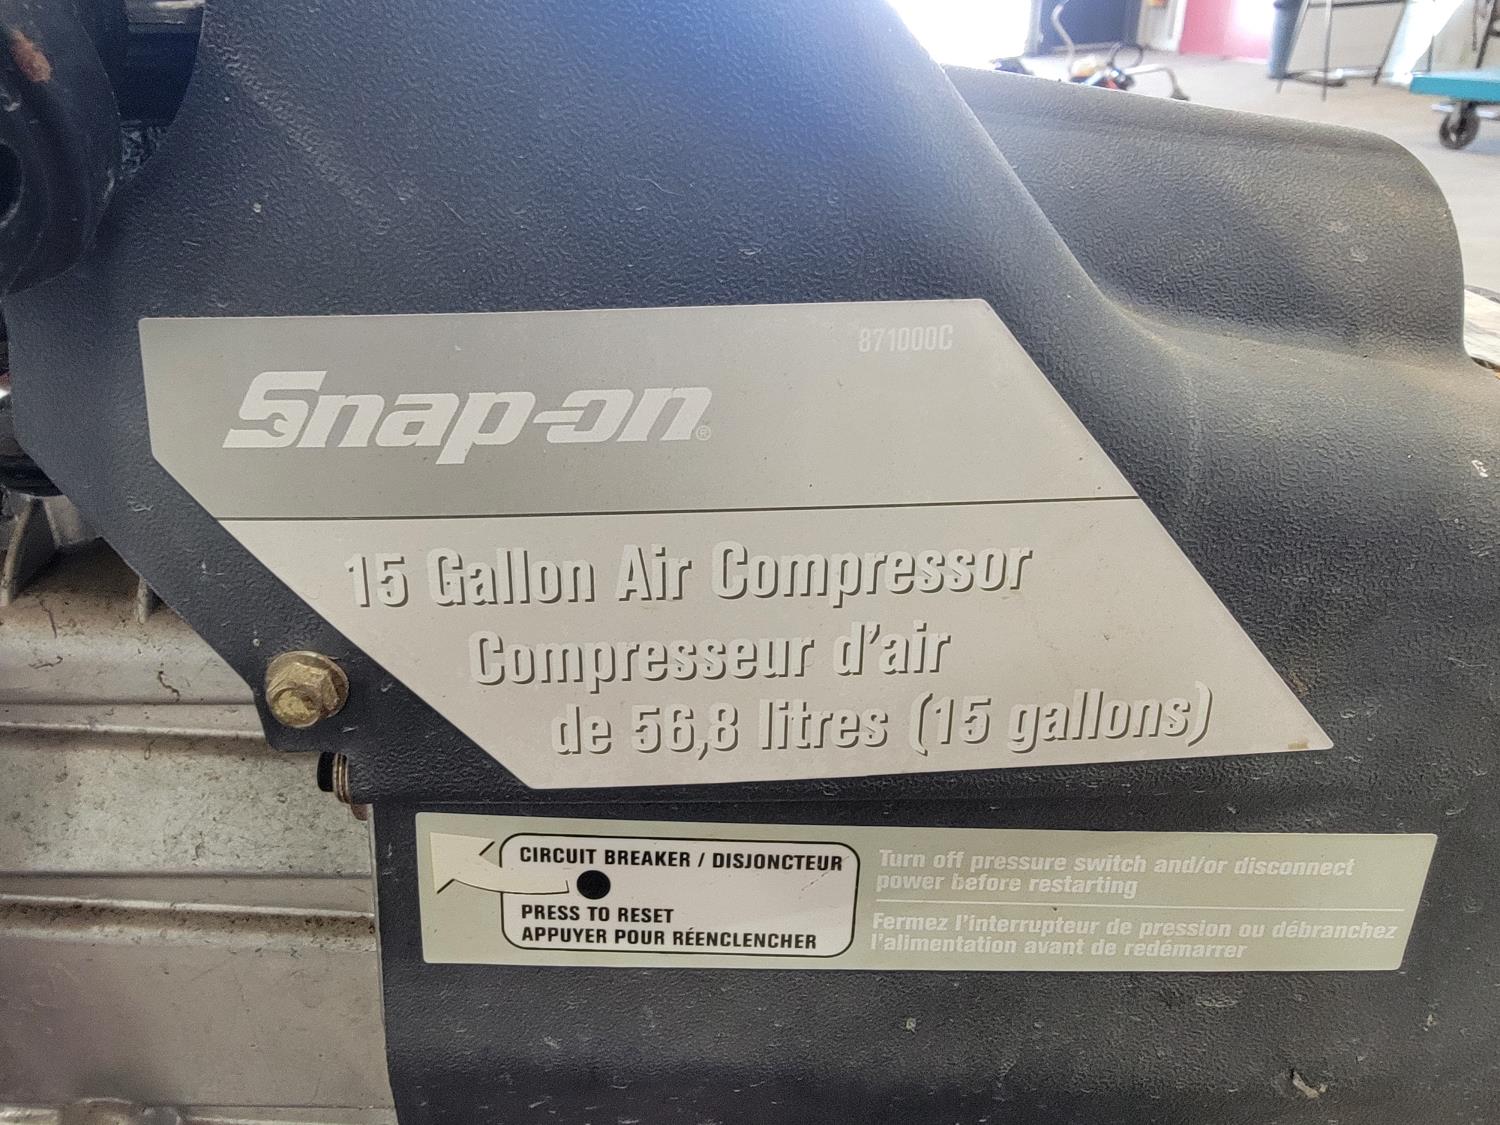 871000C
Snap-on®
15 Gallon Air Compressor
Compresseur d'air
de 56,8 litres (15 gallons)
CIRCUIT BREAKER / DISJONCTEUR
PRESS TO RESET
APPUYER POUR RÉENCLENCHER
Turn off pressure switch and/or disconnect
power before restarting
Fermez l'interrupteur de pression ou débranchez
l'alimentation avant de redémarrer